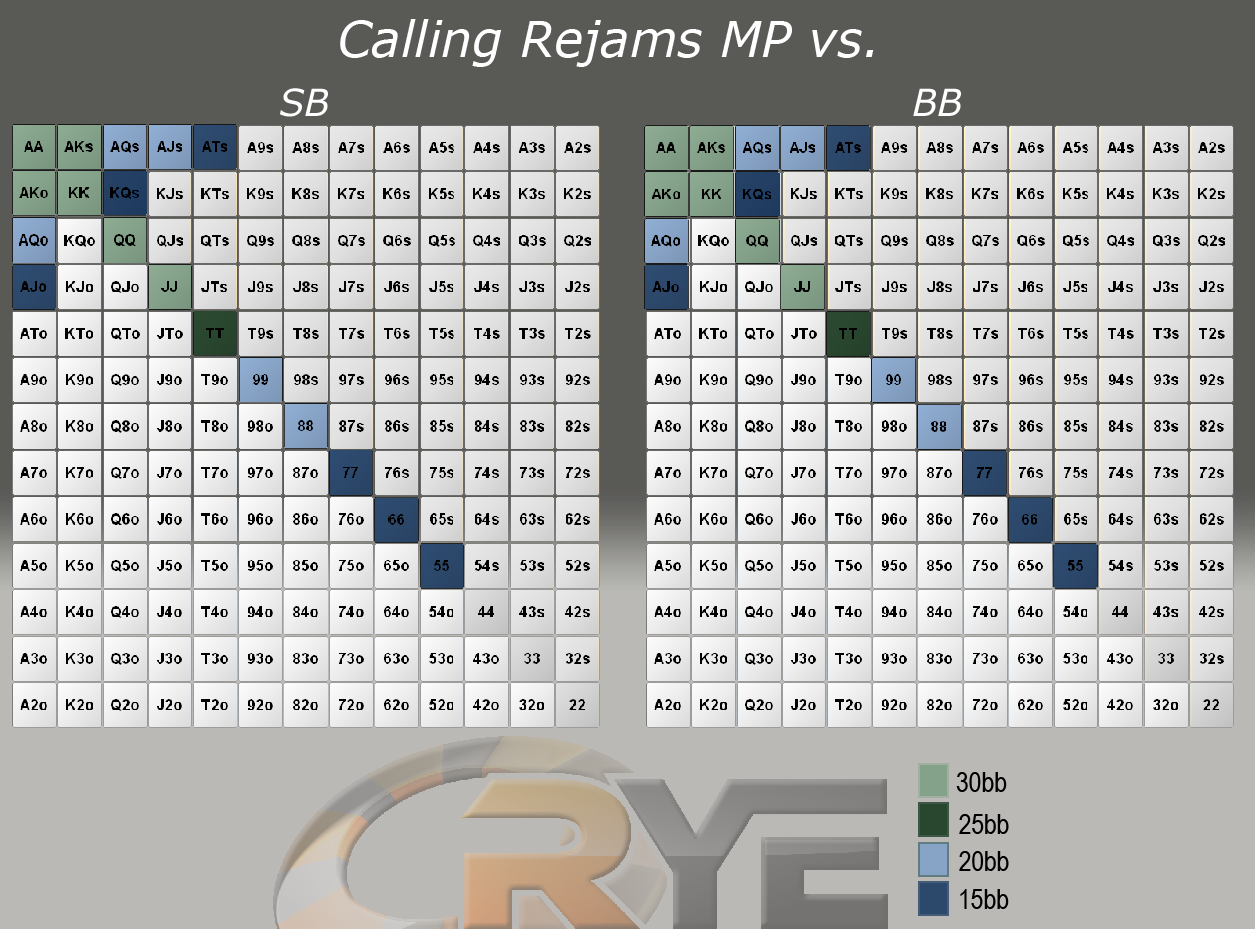 Calling Rejams MP vs.
SB
BB
AA AKs AQs AJs ATs A9s A8s A7s A6s A5s A4s A3s A2s
AKo KK KQs KJs KTs K9s K8s K7s K6s K5s K4s K3s K2s
AQo KQo QQ QJs QTs Q9s Q8s Q7s Q6s Q5s Q4s Q3s Q2s
AJo KJo QJo JJ JTs J9s J8s J7s J6s J5s J4s J3s J2s
ATo KTo QTo JTo TT T9s T8s T7s T6s T5s T4s T3s T2s
A9o K9o Q9o J9o T9o 99 98s 97s 96s 95s 94s 93s 92s
A8o K8o Q8o J8o T8o 98o 88 87s 86s 85s 84s 83s 82s
A7o K7o Q7o J7o T7o 97o 87o 77 76s 75s 74s 73s 72s
A6o K6o Q6o J6o T6o 96o 86o 76o 66 65s 64s 63s 62s
A5o K5o Q5o J5o T5o 95o 85o 75o 65o 55 54s 53s 52s
A4o K4o Q4o J4o T4o 94o 84o 74o 64o 54o 44 43s 42s
A3o K3o Q3o J3o T3o 93o 83o 73o 63o 53o 43o 33 32s
A2o K2o Q2o J2o T2o 92o 82o 72o 62o 52o 42o 32o 22
AA AKs AQs AJs ATs A9s A8s A7s A6s A5s A4s A3s A2s
AKo KK KQs KJs KTs K9s K8s K7s K6s K5s K4s K3s K2s
AQo KQo QQ QJs QTs Q9s Q8s Q7s Q6s Q5s Q4s Q3s Q2s
AJo KJo QJo JJ JTs J9s J8s J7s J6s J5s J4s J3s J2s
ATo KTo QTo JTo TT T9s T8s T7s T6s T5s T4s T3s T2s
A9o K9o Q9o J9o T9o 99 98s 97s 96s 95s 94s 93s 92s
A8o K8o Q8o J8o T8o 98o 88 87s 86s 85s 84s 83s 82s
A7o K7o Q7o J7o T7o 97o 87o 77 76s 75s 74s 73s 72s
A6o K6o Q6o J6o T6o 96o 86o 76o 66 65s 64s 63s 62s
A5o K5o Q5o J5o T5o 95o 85o 75o 65o 55 54s 53s 52s
A4o K4o Q4o J4o T4o 94o 84o 74o 64o 54o 44 43s 42s
A3o K3o Q3o J3o T3o 93o 83o 73o 63o 53o 43o 33 32s
A2o K2o Q2o J2o T2o 92o 82o 72o 62o 52o 42o 32o 22
RYE
30bb
25bb
20bb
15bb